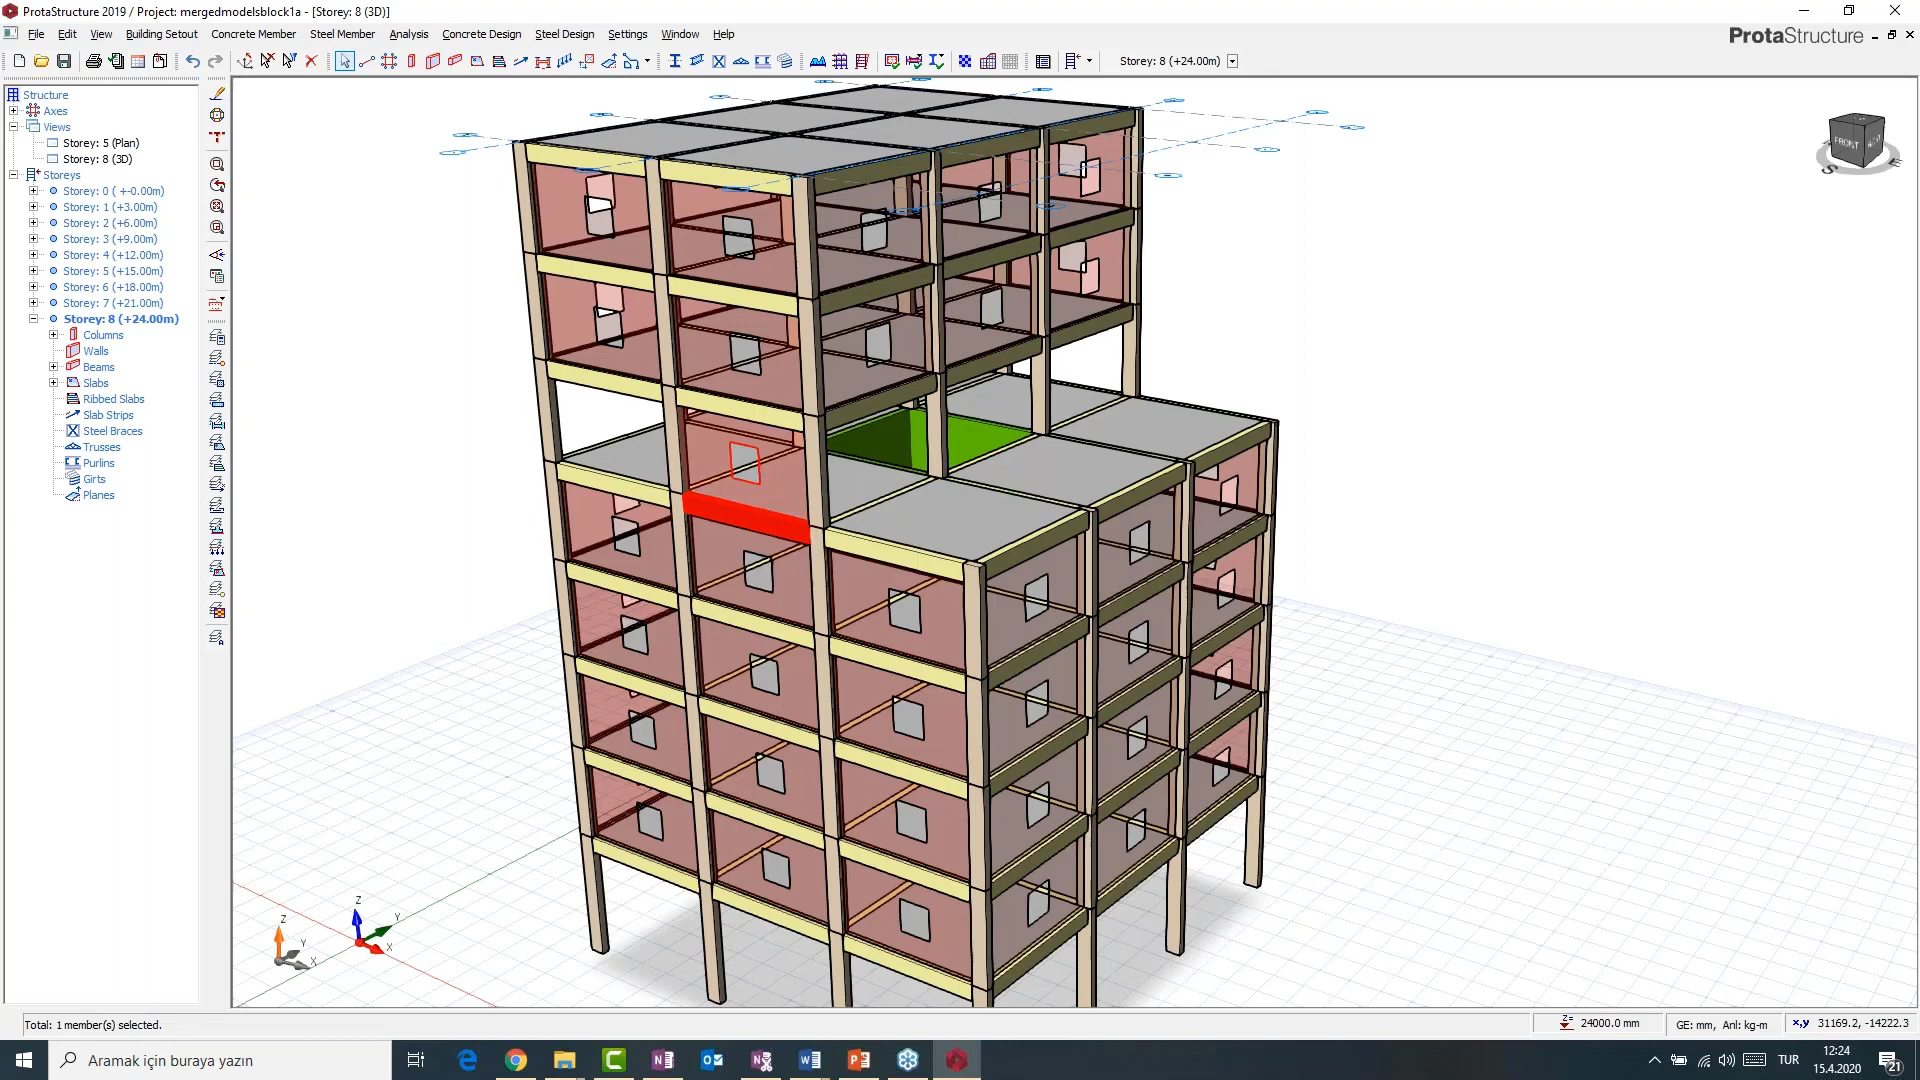 ProtaStructure 2019 / Project: mergedmodelsblock1a - [Storey: 8 (3D)]
File Edit View Building Setout Concrete Member Steel Member Analysis Concrete Design Steel Design Settings Window Help
ProtaStructure
Storey: 8 (+24.00m)
Structure
Axes
Views
Storey: 5 (Plan)
Storey: 8 (3D)
Storeys
Storey: 0 ( +-0.00m)
Storey: 1 (+3.00m)
Storey: 2 (+6.00m)
Storey: 3 (+9.00m)
Storey: 4 (+12.00m)
Storey: 5 (+15.00m)
Storey: 6 (+18.00m)
Storey: 7 (+21.00m)
Storey: 8 (+24.00m)
Columns
Walls
Beams
Slabs
Ribbed Slabs
Slab Strips
Steel Braces
Trusses
Purlins
Girts
Planes
FRONT
S
E
Z
Y
X
Z
Y
X
Total: 1 member(s) selected.
Z= 24000.0 mm
GE: mm, Anl: kg-m
x,y 31169.2, -14222.3
Aramak için buraya yazın
TUR
12:24
15.4.2020
21